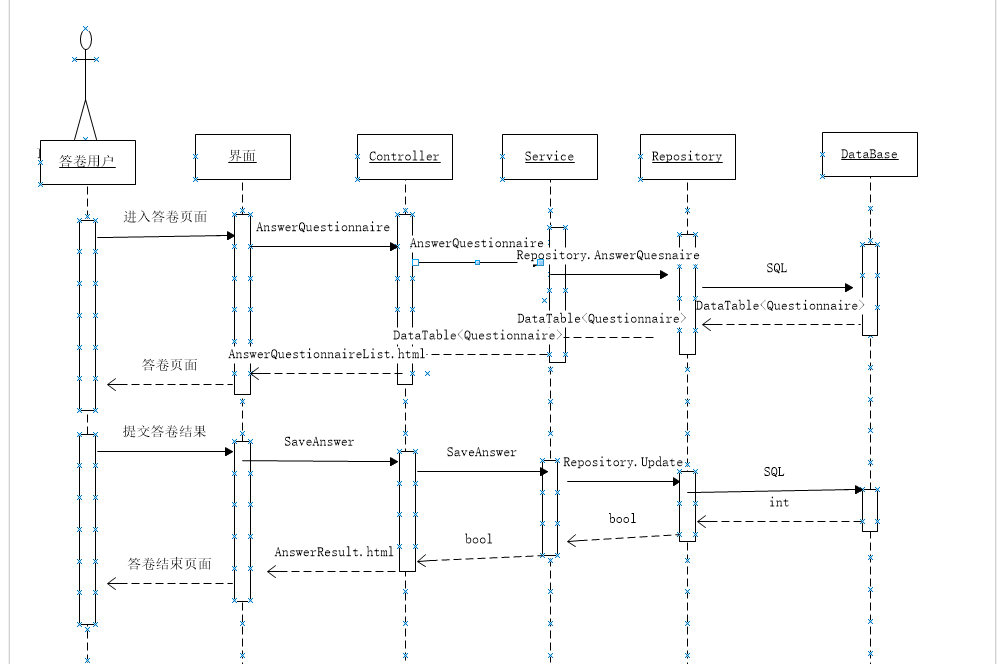 答卷用户
界面
Controller
Service
Repository
DataBase
进入答卷页面
AnswerQuestionnaire
AnswerQuestionnaire
Repository.AnswerQuesnaire
SQL
DataTable<Questionnaire>
DataTable<Questionnaire>
DataTable<Questionnaire>
AnswerQuestionnaireList.html
答卷页面
提交答卷结果
SaveAnswer
SaveAnswer
Repository.Update
SQL
int
bool
bool
AnswerResult.html
答卷结束页面